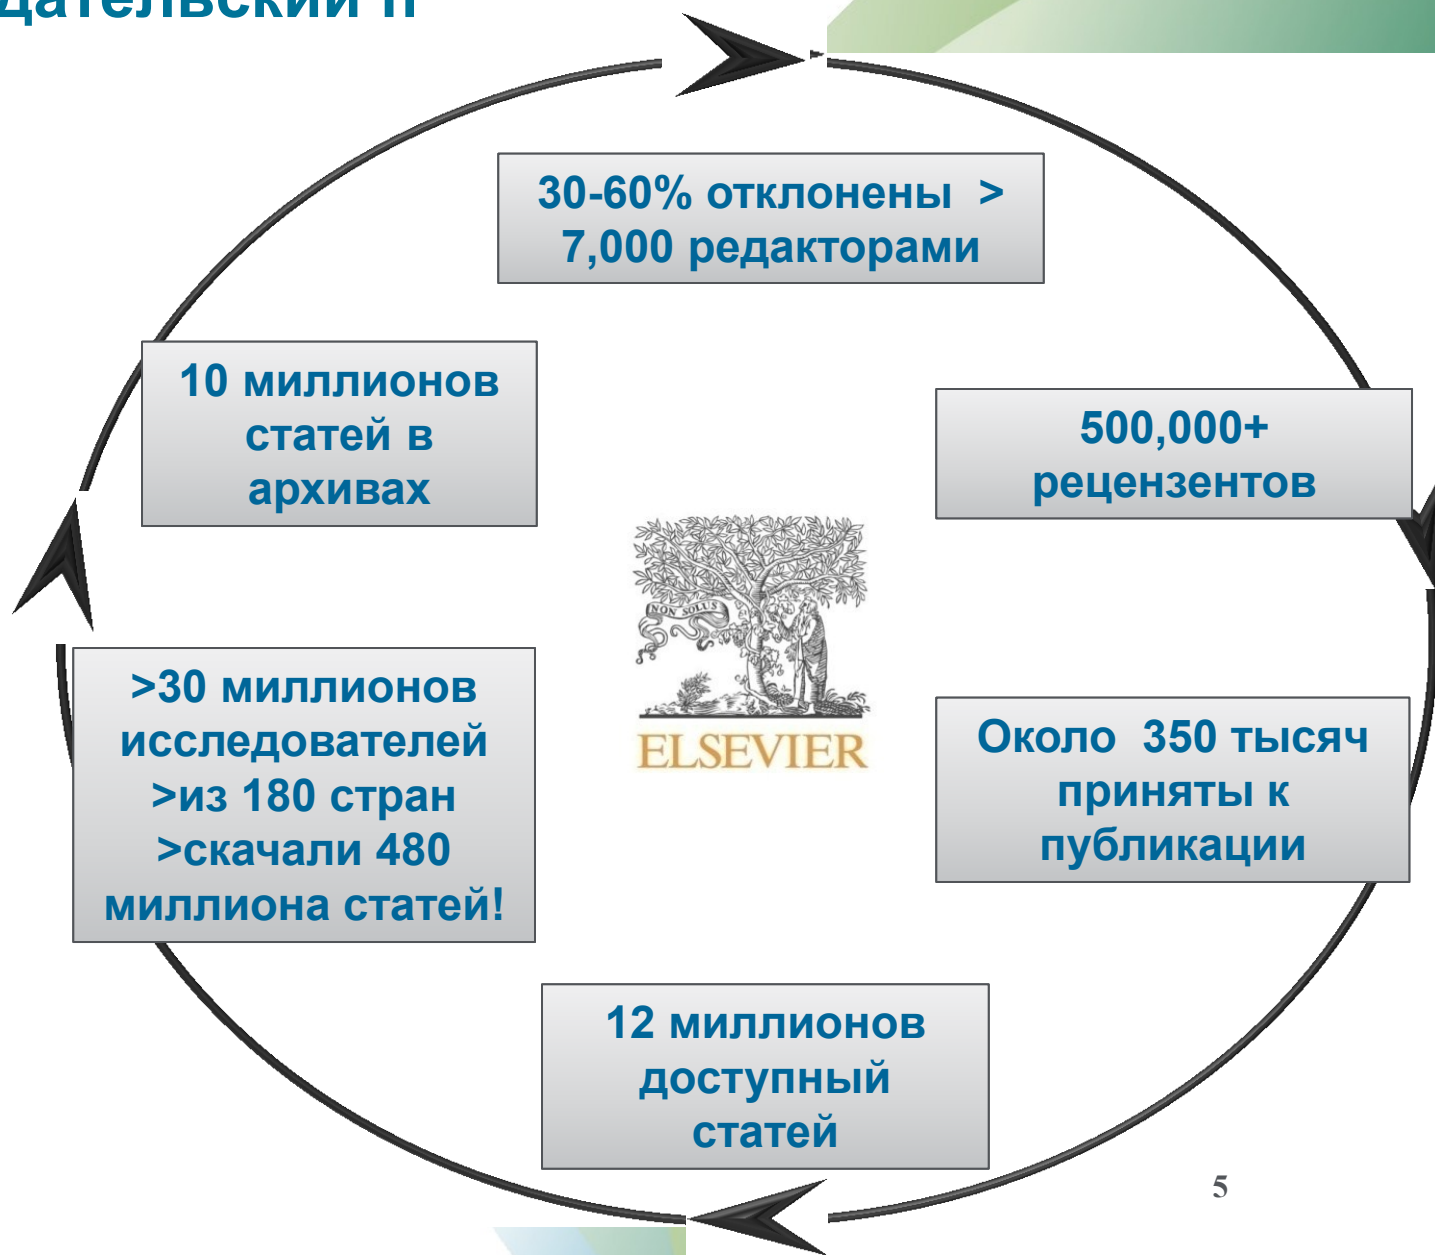 дательский п
30-60% отклонены >
7,000 редакторами
10 миллионов
статей в
архивах
500,000+
рецензентов
NON SOLUS
ELSEVIER
>30 миллионов
исследователей
>из 180 стран
>скачали 480
миллиона статей!
Около 350 тысяч
приняты к
публикации
12 миллионов
доступный
статей
5